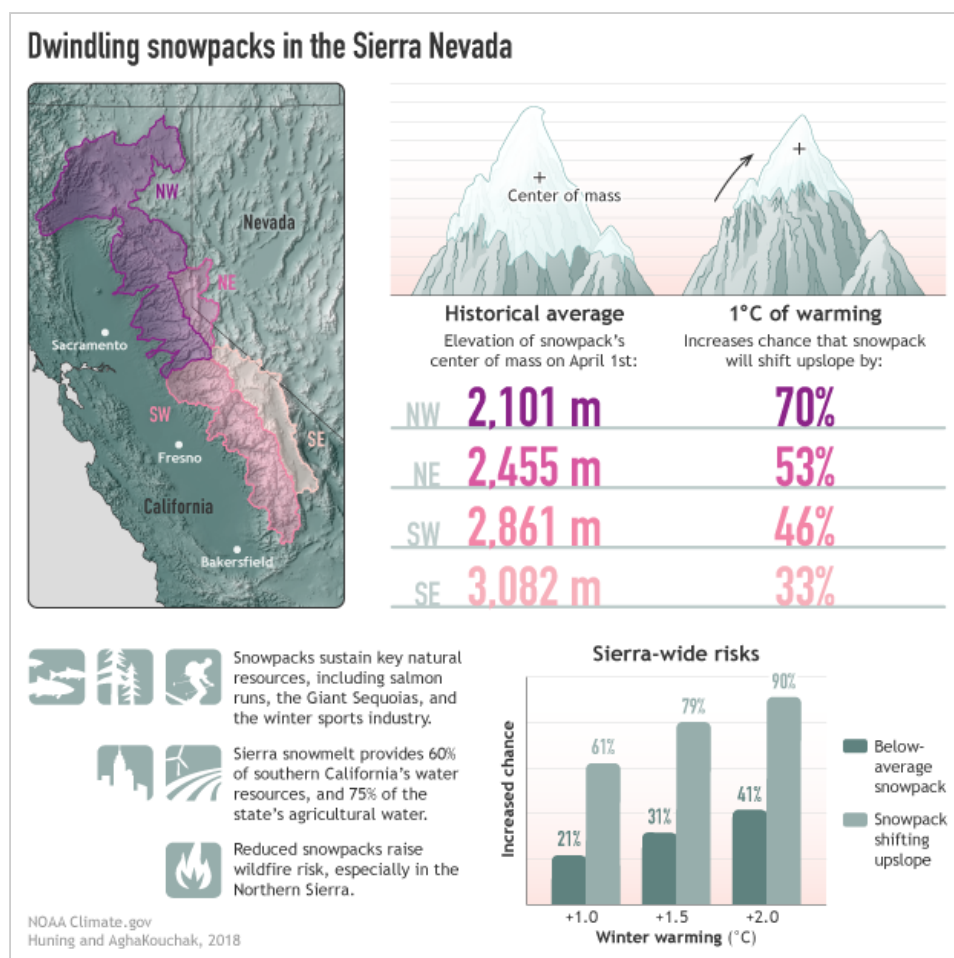 Dwindling snowpacks in the Sierra Nevada
NW
Nevada
NE
Sacramento
SW
SE
Fresno
California
Bakersfield
Center of mass
Historical average
Elevation of snowpack's
center of mass on April 1st:
1°C of warming
Increases chance that snowpack
will shift upslope by:
NW 2,101 m 70%
NE 2,455 m 53%
SW 2,861 m 46%
SE 3,082 m 33%
Snowpacks sustain key natural
resources, including salmon
runs, the Giant Sequoias, and
the winter sports industry.
Sierra snowmelt provides 60%
of southern California's water
resources, and 75% of the
state's agricultural water.
Reduced snowpacks raise
wildfire risk, especially in the
Northern Sierra.
NOAA Climate.gov
Huning and AghaKouchak, 2018
Sierra-wide risks
Increased chance
21%
61%
31%
79%
41%
90%
+1.0
+1.5
+2.0
Winter warming (°C)
Below-
average
snowpack
Snowpack
shifting
upslope